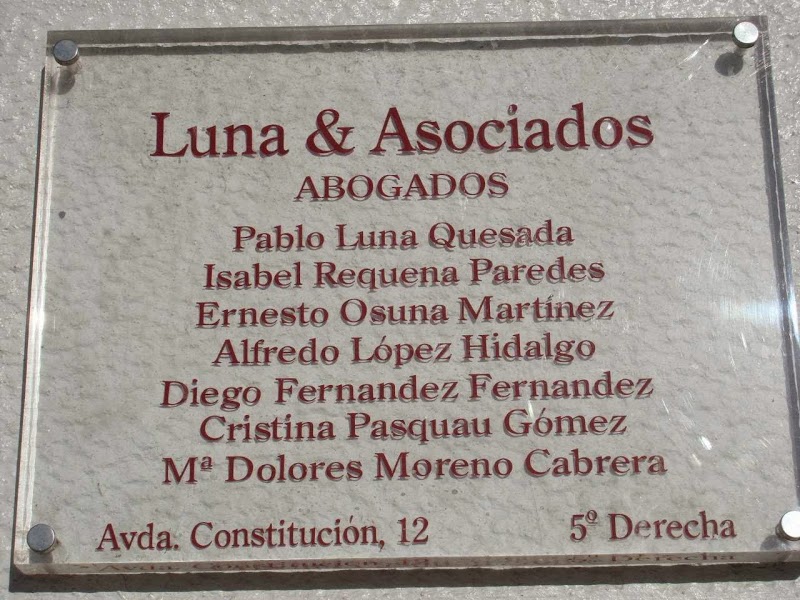 Luna & Asociados
ABOGADOS
Pablo Luna Quesada
Isabel Requena Paredes
Ernesto Osuna Martínez
Alfredo López Hidalgo
Diego Fernandez Fernandez
Cristina Pasquau Gómez
Mª Dolores Moreno Cabrera
Avda. Constitución, 12 5º Derecha